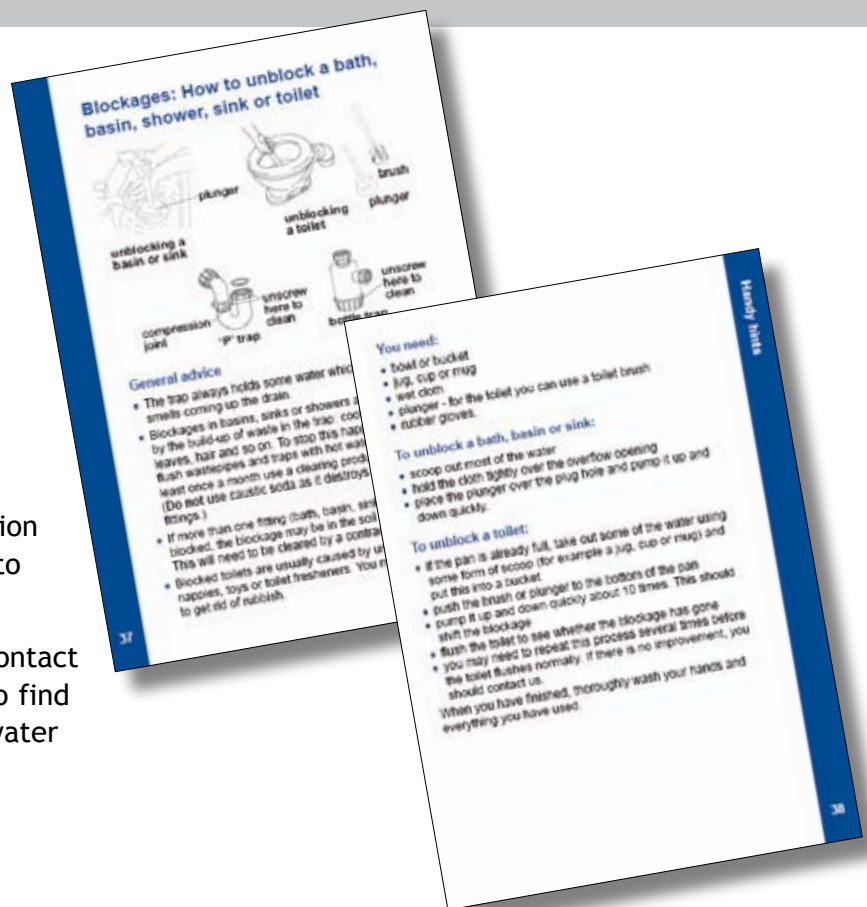 Blockages: How to unblock a bath,
basin, shower, sink or toilet
plunger
unblocking a
basin or sink
unblocking
a toilet
brush
plunger
compression
joint
"P" trap
unscrew
here to
clean
bottle trap
unscrew
here to
clean
General advice
• The trap always holds some water which
smells coming up the drain.
• Blockages in basins, sinks or showers
by the build-up of waste in the trap:
leaves, hair and so on. To stop this
flush wastepipes and traps with hot
least once a month use a clearing
(Do not use caustic soda as it destroys
fittings.)
• If more than one fitting (bath, basin,
blocked, the blockage may be in the soil
This will need to be cleared by a
• Blocked toilets are usually caused by
nappies, toys or toilet fresheners. You
to get rid of rubbish.
37
Handy hints
You need:
• bowl or bucket
• jug, cup or mug
• wet cloth
• plunger - for the toilet you can use a toilet brush
• rubber gloves.
To unblock a bath, basin or sink:
• scoop out most of the water
• hold the cloth tightly over the overflow opening
• place the plunger over the plug hole and pump it up and
down quickly.
To unblock a toilet:
• If the pan is already full, take out some of the water using
some form of scoop (for example a jug, cup or mug) and
put this into a bucket
• push the brush or plunger to the bottom of the pan
• pump it up and down quickly about 10 times. This should
shift the blockage
• flush the toilet to see whether the blockage has gone
• you may need to repeat this process several times before
the toilet flushes normally. If there is no improvement, you
should contact us.
When you have finished, thoroughly wash your hands and
everything you have used.
38
ion
to
ontact
o find
water